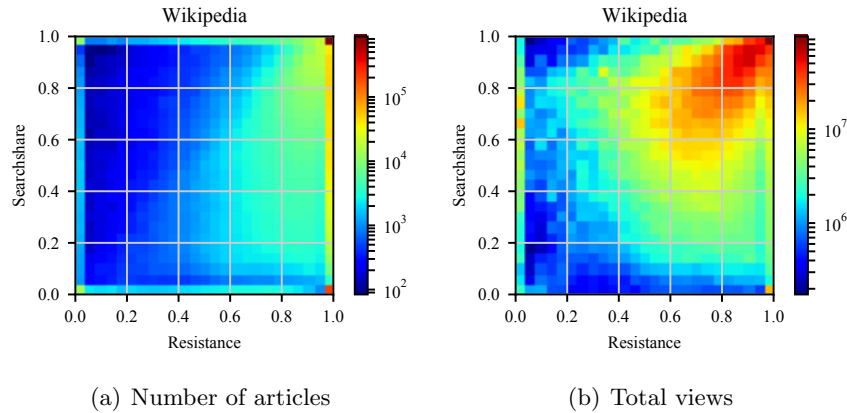 Wikipedia
1.0
0.8
0.6
0.4
0.2
0.0
Searchshare
0.0 0.2 0.4 0.6 0.8 1.0
Resistance
10^5
10^4
10^3
10^2
(a) Number of articles
Wikipedia
1.0
0.8
0.6
0.4
0.2
0.0
Searchshare
0.0 0.2 0.4 0.6 0.8 1.0
Resistance
10^7
10^6
(b) Total views